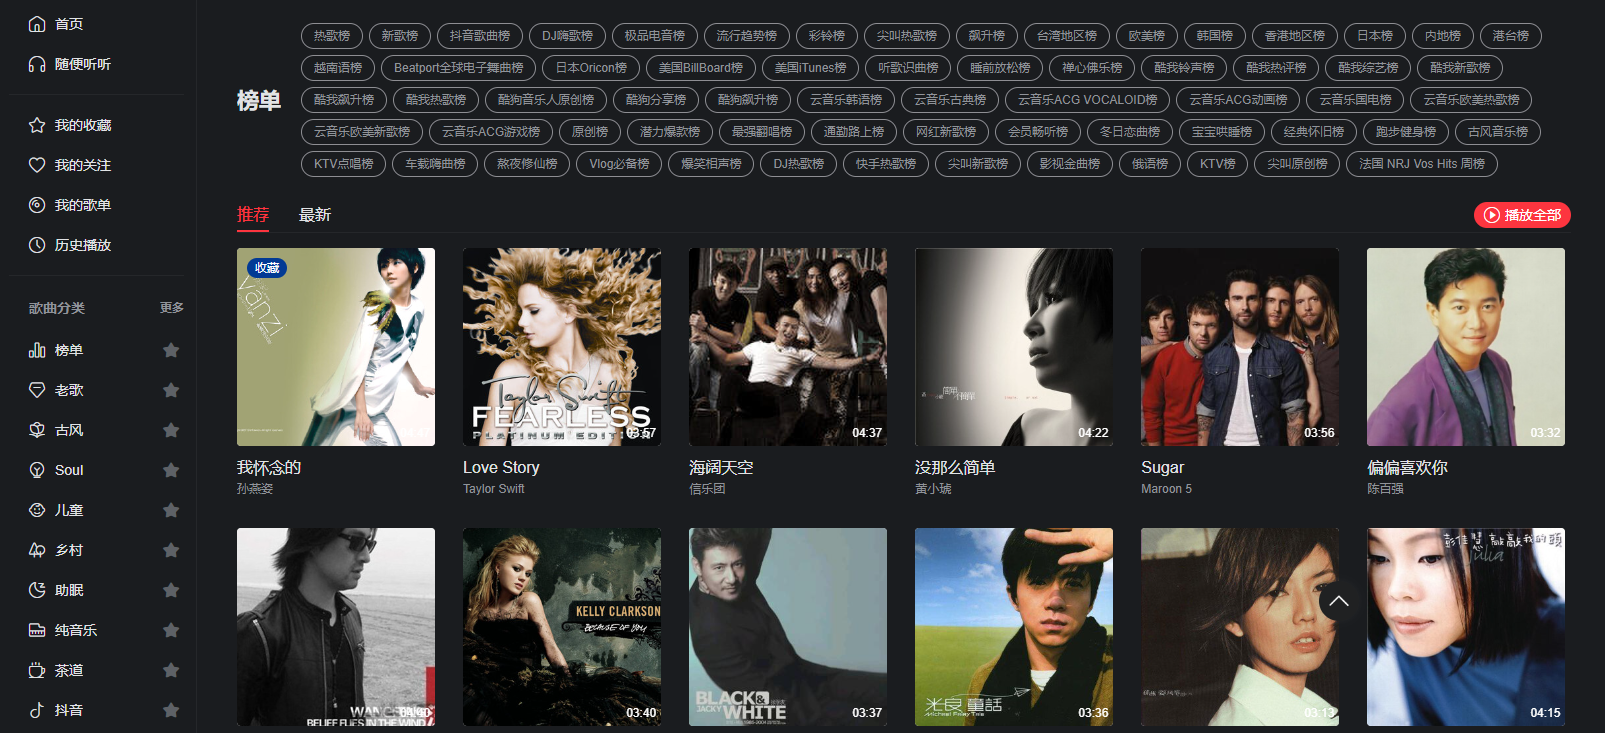 首页
随便听听
我的收藏
我的关注
我的歌单
历史播放
歌曲分类 更多
榜单
老歌
古风
Soul
儿童
乡村
助眠
纯音乐
茶道
抖音
榜单
热歌榜 新歌榜 抖音歌曲榜 DJ嗨歌榜 极品电音榜 流行趋势榜 彩铃榜 尖叫热歌榜 飙升榜 台湾地区榜 欧美榜 韩国榜 香港地区榜 日本榜 内地榜 港台榜
越南语榜 Beatport全球电子舞曲榜 日本Oricon榜 美国BillBoard榜 美国iTunes榜 听歌识曲榜 睡前放松榜 禅心佛乐榜 酷我铃声榜 酷我热评榜 酷我综艺榜 酷我新歌榜
酷我飙升榜 酷我热歌榜 酷狗音乐人原创榜 酷狗分享榜 酷狗飙升榜 云音乐韩语榜 云音乐古典榜 云音乐ACG VOCALOID榜 云音乐ACG动画榜 云音乐国电榜 云音乐欧美热歌榜
云音乐欧美新歌榜 云音乐ACG游戏榜 原创榜 潜力爆款榜 最强翻唱榜 通勤路上榜 网红新歌榜 会员畅听榜 冬日恋曲榜 宝宝哄睡榜 经典怀旧榜 跑步健身榜 古风音乐榜
KTV点唱榜 车载嗨曲榜 熬夜修仙榜 Vlog必备榜 爆笑相声榜 DJ热歌榜 快手热歌榜 尖叫新歌榜 影视金曲榜 俄语榜 KTV榜 尖叫原创榜 法国 NRJ Vos Hits 周榜
推荐 最新 播放全部
收藏
Taylor Swift
FEARLESS
PLATINUM EDITION
03:57
04:37
04:22
03:56
03:32
我怀念的
孙燕姿
Love Story
Taylor Swift
海阔天空
信乐团
没那么简单
黄小琥
Sugar
Maroon 5
偏偏喜欢你
陈百强
BELIEF FLIES IN THE WIND
KELLY CLARKSON
BECAUSE OF YOU
03:40
BLACK &
JACKY WHITE
03:37
光良 童話
Michael Fairy Tale
03:36
03:13
彭佳慧 敲敲我的頭
Julia
04:15